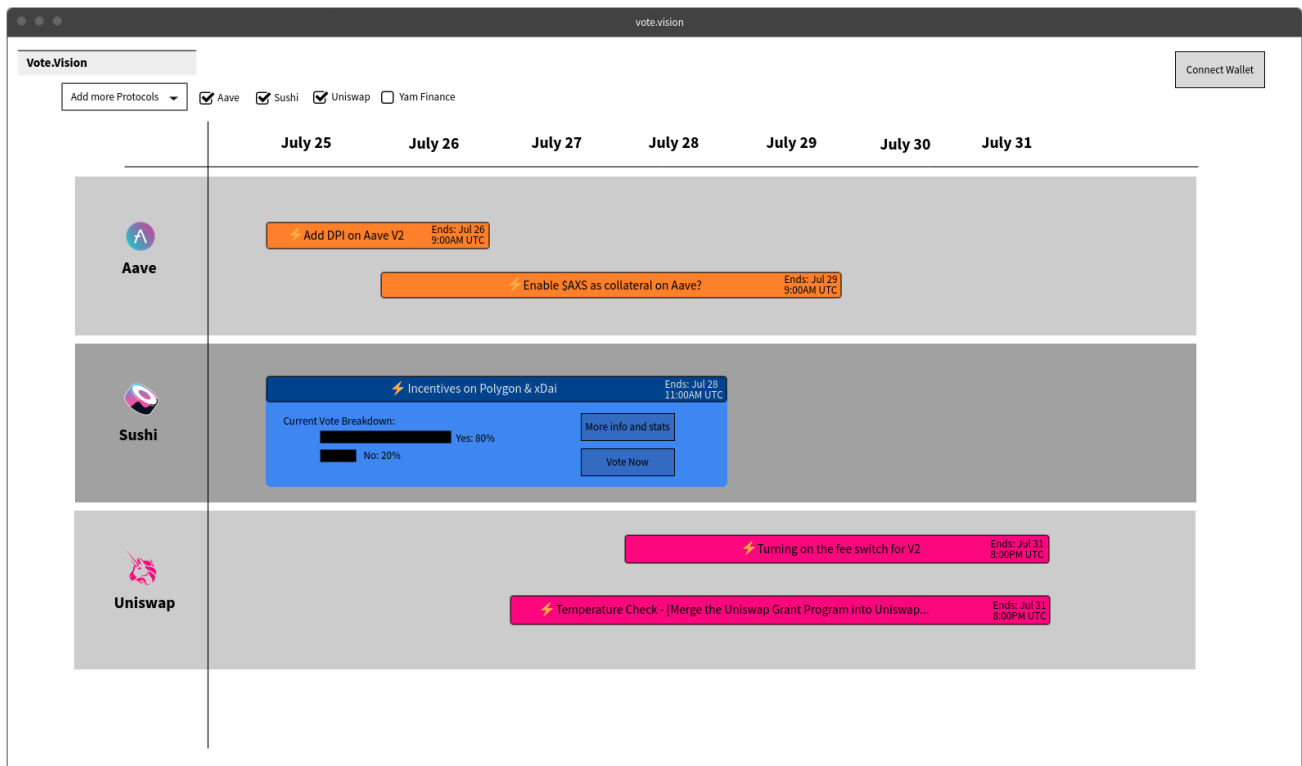 vote.vision
Vote.Vision
Connect Wallet
Add more Protocols
Aave
Sushi
Uniswap
Yam Finance
July 25
July 26
July 27
July 28
July 29
July 30
July 31
Aave
⚡Add DPI on Aave V2
Ends: Jul 26
9:00AM UTC
⚡Enable $AXS as collateral on Aave?
Ends: Jul 29
9:00AM UTC
Sushi
⚡ Incentives on Polygon & xDai
Ends: Jul 28
11:00AM UTC
Current Vote Breakdown:
Yes: 80%
No: 20%
More info and stats
Vote Now
Uniswap
⚡Turning on the fee switch for V2
Ends: Jul 31
8:00PM UTC
⚡Temperature Check - [Merge the Uniswap Grant Program into Uniswap...
Ends: Jul 31
8:00PM UTC